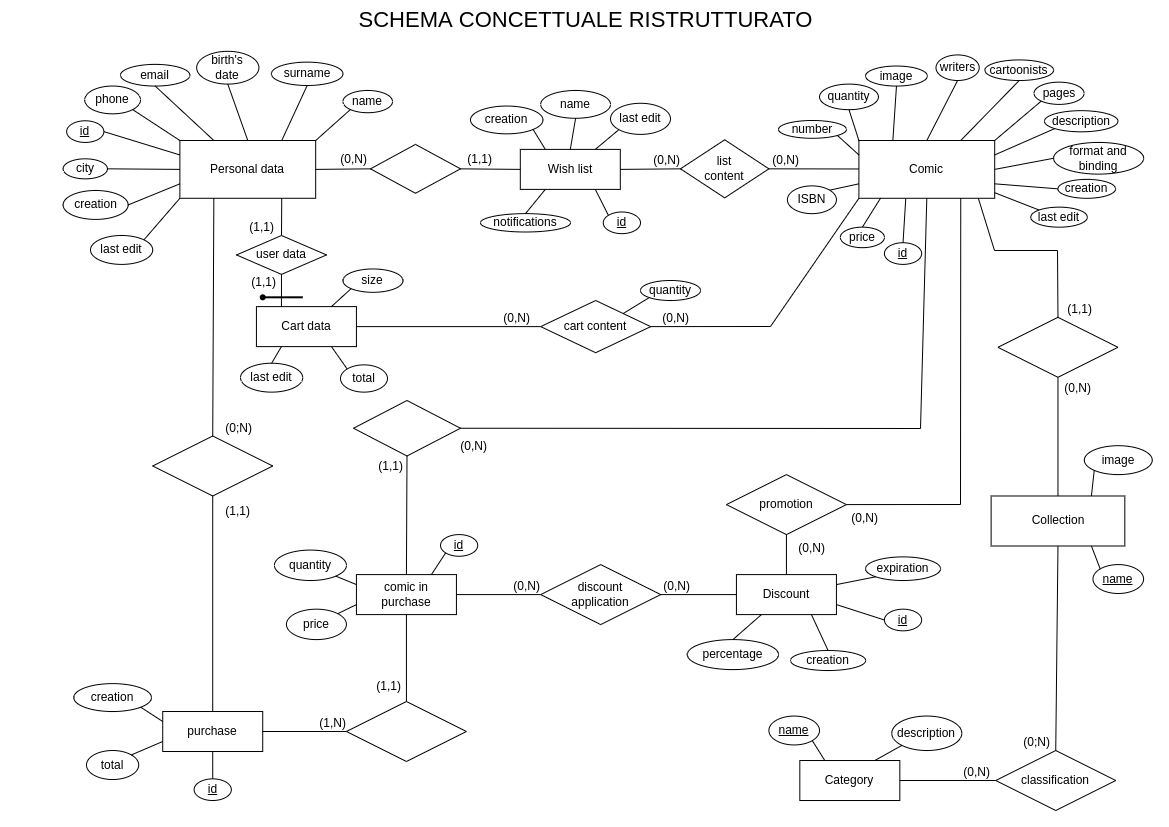 SCHEMA CONCETTUALE RISTRUTTURATO
birth's
date
email
surname
phone
name
id
city
creation
last edit
Personal data
(0,N)
(1,1)
creation
name
last edit
Wish list
notifications
id
(0,N)
list
content
(0,N)
image
writers
cartoonists
quantity
pages
number
description
format and
binding
creation
last edit
Comic
ISBN
price
id
(1,1)
user data
(1,1)
size
Cart data
last edit
total
(0,N)
cart content
quantity
(0,N)
(1,1)
(0,N)
(0;N)
(1,1)
(0,N)
(1,1)
image
Collection
name
promotion
(0,N)
(0,N)
id
quantity
comic in
purchase
price
(0,N)
discount
application
(0,N)
Discount
expiration
id
percentage
creation
(1,1)
creation
purchase
total
id
(1,N)
name
description
Category
(0,N)
(0;N)
classification